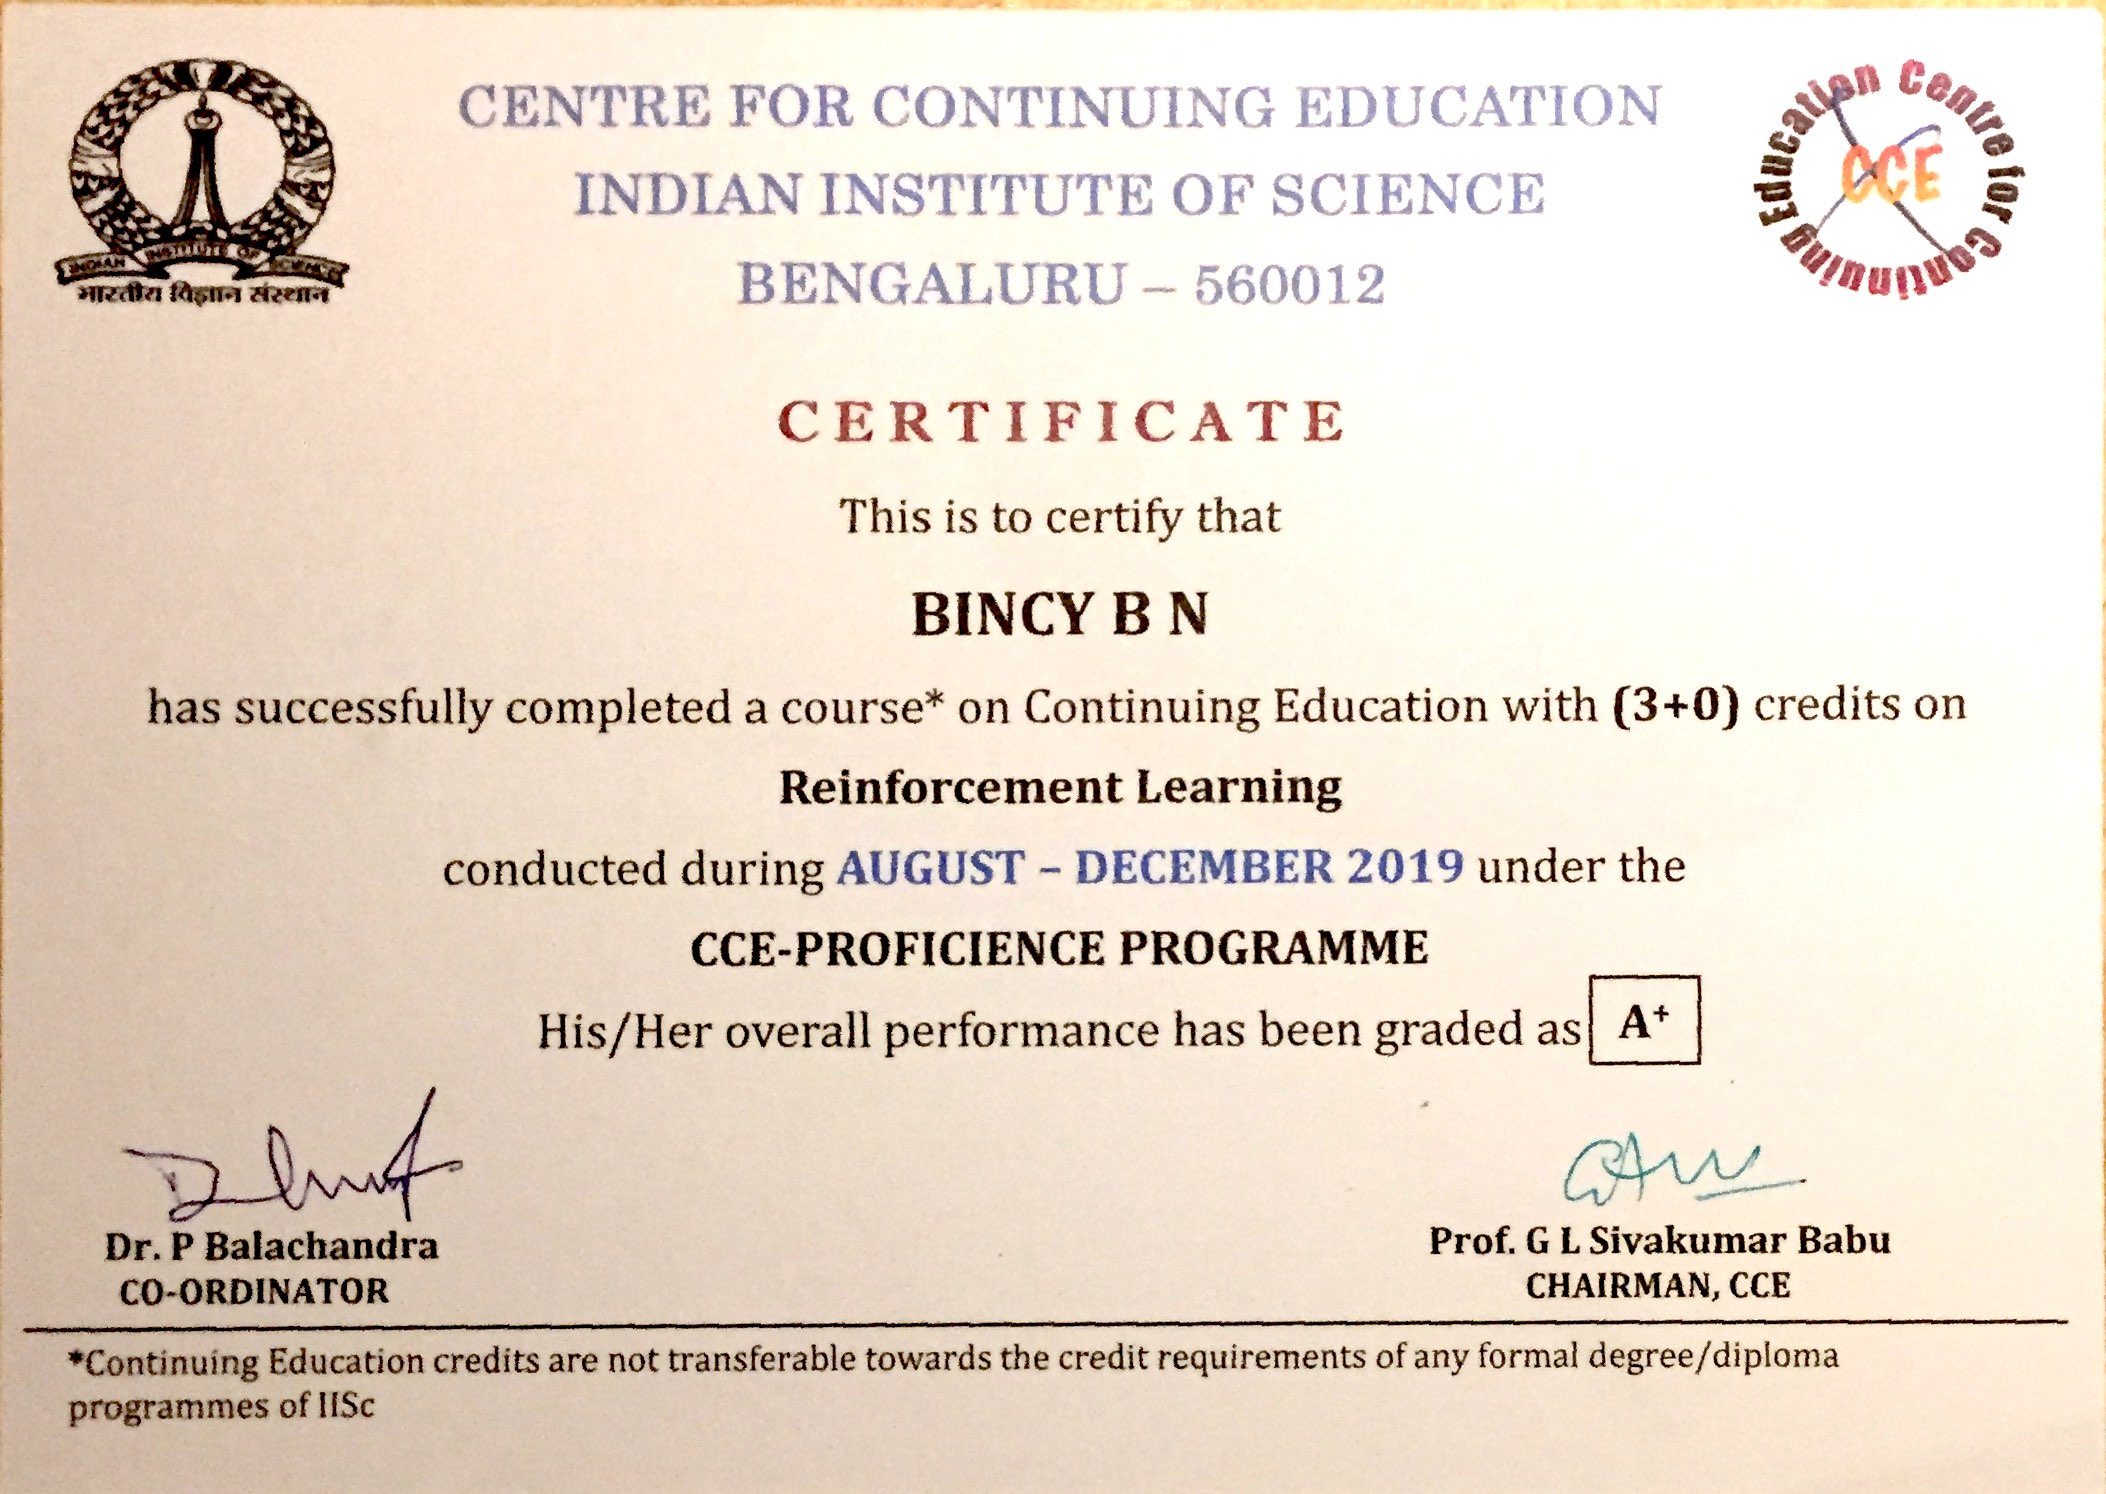 CENTRE FOR CONTINUING EDUCATION
INDIAN INSTITUTE OF SCIENCE
BENGALURU – 560012
INDIAN INSTITUTE OF SCIENCE
भारतीय विज्ञान संस्थान
Centre for Continuing Education
CCE
CERTIFICATE
This is to certify that
BINCY B N
has successfully completed a course* on Continuing Education with (3+0) credits on
Reinforcement Learning
conducted during AUGUST – DECEMBER 2019 under the
CCE-PROFICIENCE PROGRAMME
His/Her overall performance has been graded as A⁺
Dr. P Balachandra
CO-ORDINATOR
Prof. G L Sivakumar Babu
CHAIRMAN, CCE
*Continuing Education credits are not transferable towards the credit requirements of any formal degree/diploma
programmes of IISc